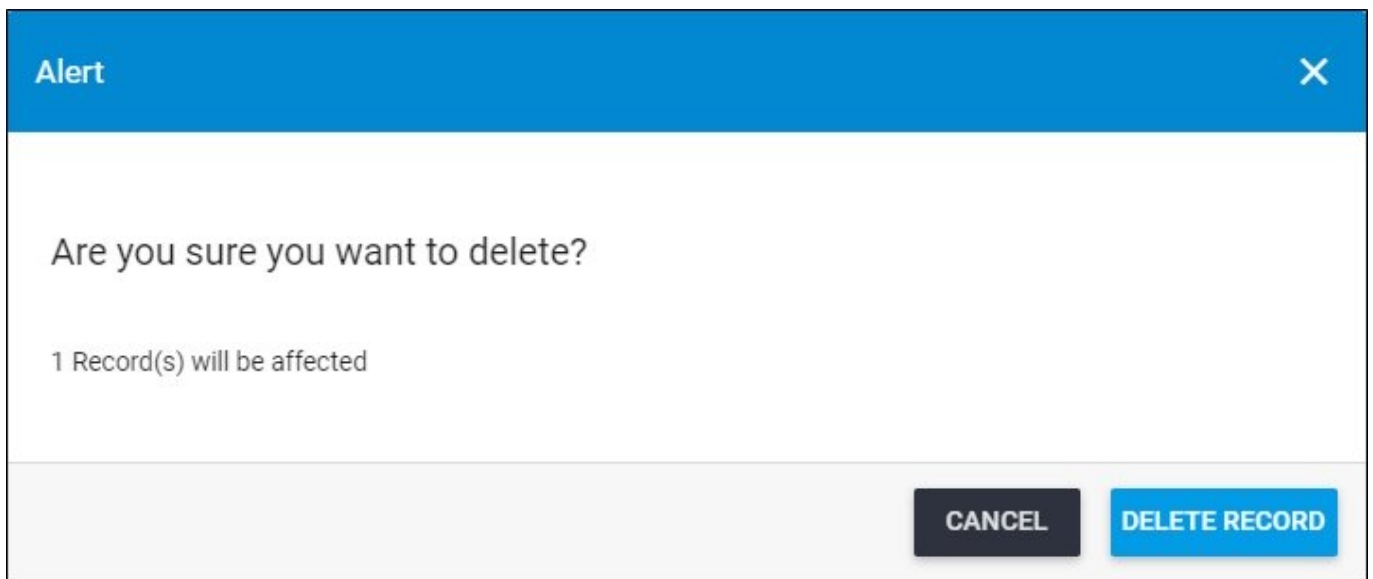 Alert
Are you sure you want to delete?
1 Record(s) will be affected
CANCEL DELETE RECORD